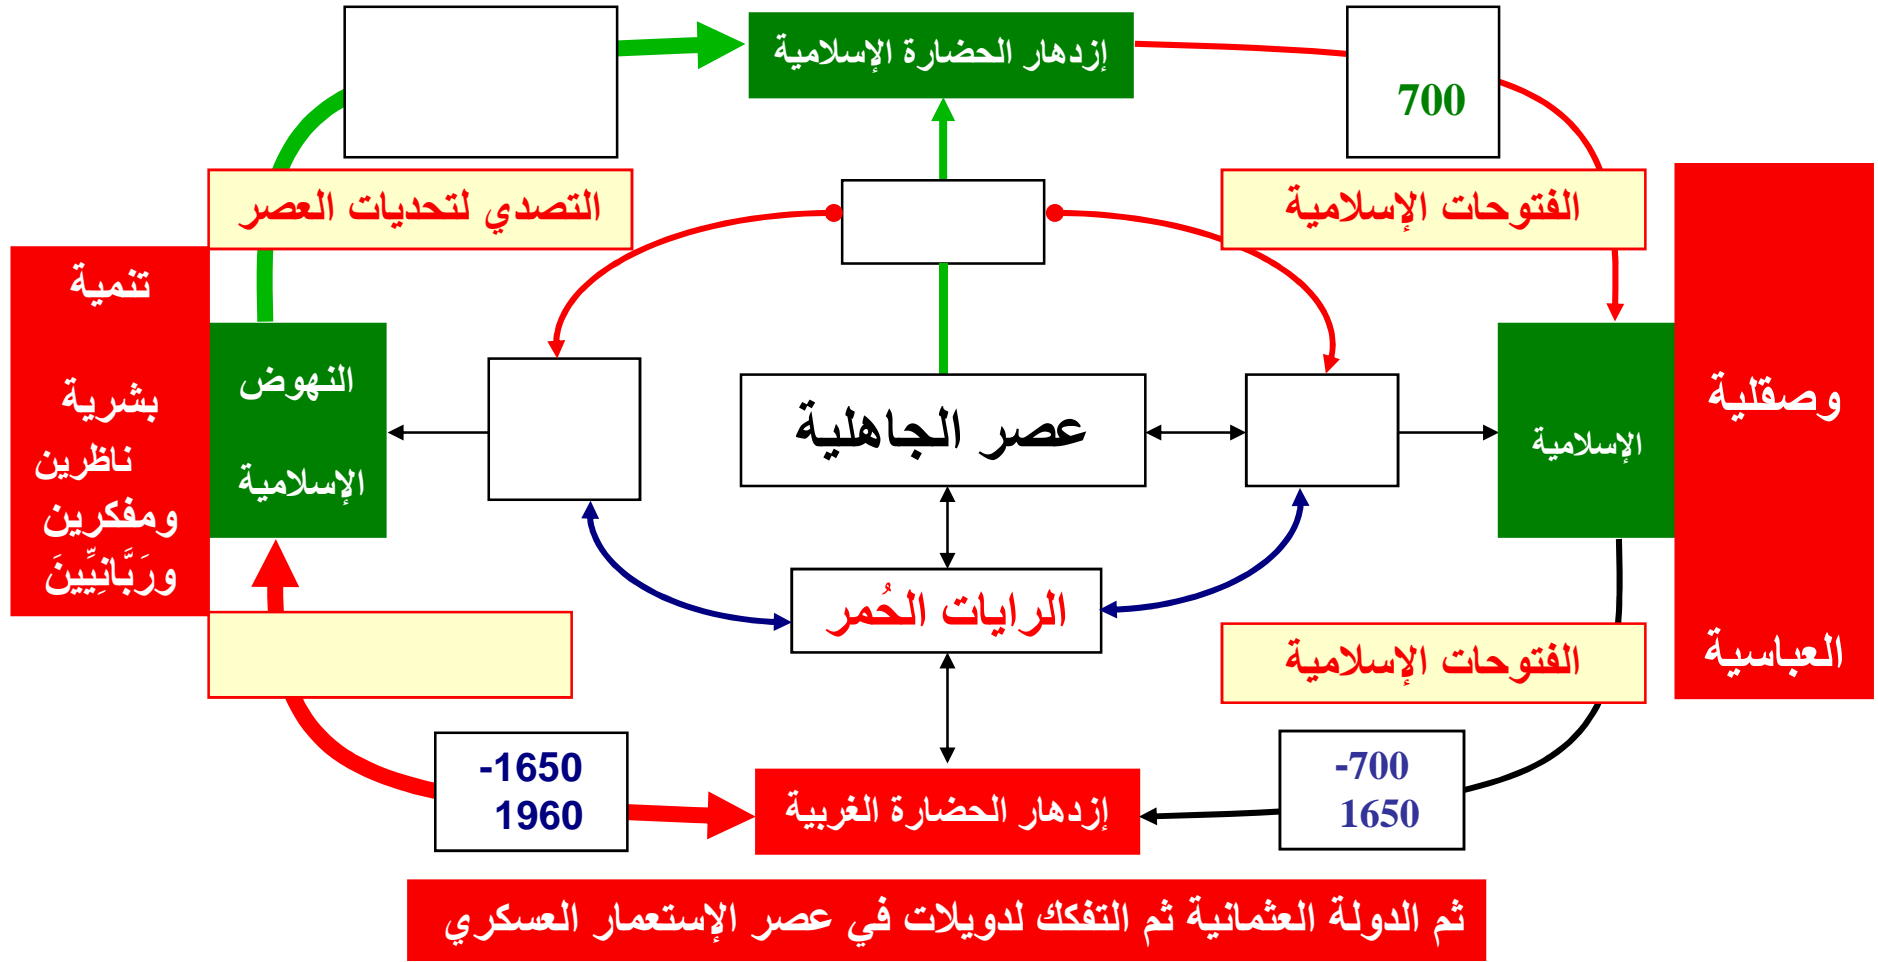 إزدهار الحضارة الإسلامية
700
التصدي لتحديات العصر
الفتوحات الإسلامية
تنمية
بشرية
ناظرين
ومفكرين
ورَبَّانِيِّينَ
النهوض
الإسلامية
عصر الجاهلية
الإسلامية
وصقلية
العباسية
الرايات الحُمر
الفتوحات الإسلامية
-1650
1960
إزدهار الحضارة الغربية
-700
1650
ثم الدولة العثمانية ثم التفكك لدويلات في عصر الإستعمار العسكري